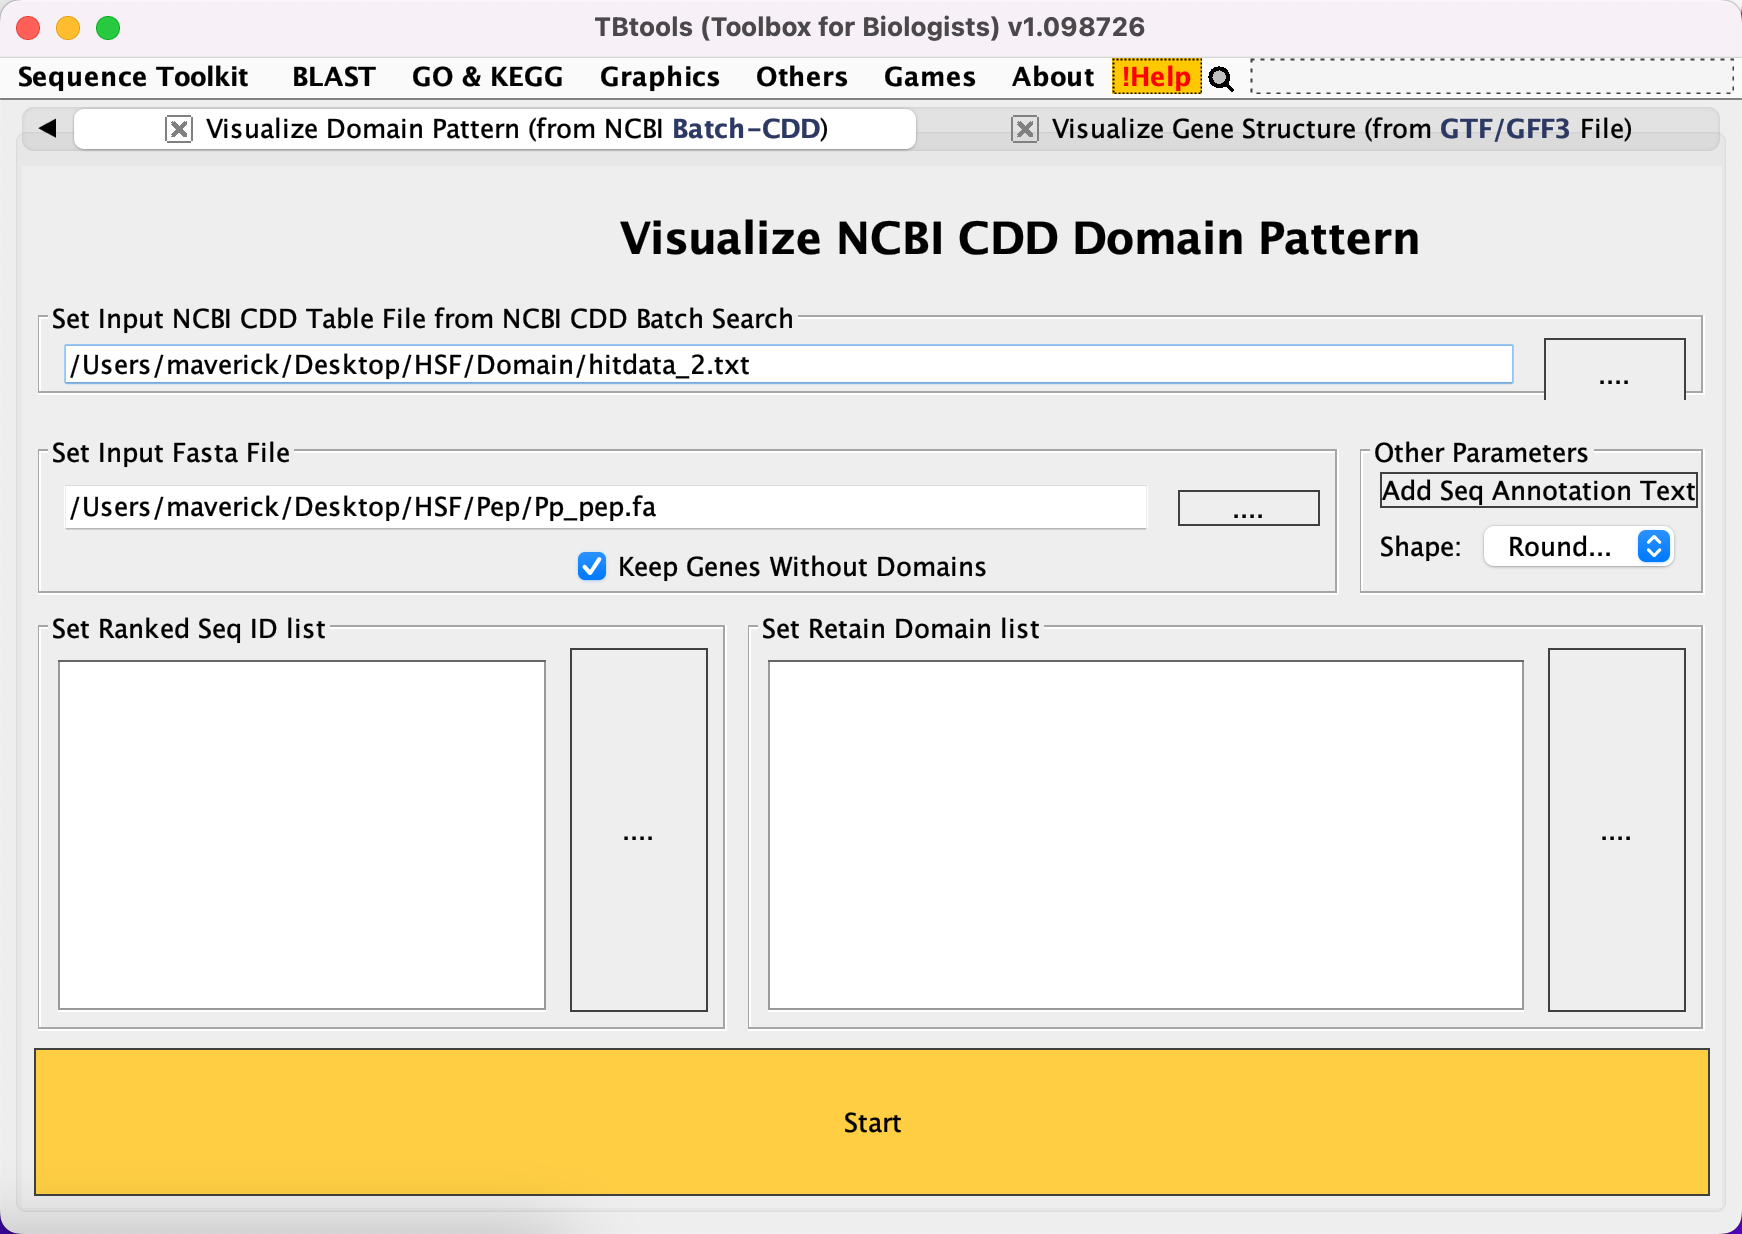 TBtools (Toolbox for Biologists) v1.098726
Sequence Toolkit BLAST GO & KEGG Graphics Others Games About !Help
Visualize Domain Pattern (from NCBI Batch-CDD) Visualize Gene Structure (from GTF/GFF3 File)
Visualize NCBI CDD Domain Pattern
Set Input NCBI CDD Table File from NCBI CDD Batch Search
/Users/maverick/Desktop/HSF/Domain/hitdata_2.txt ....
Set Input Fasta File
/Users/maverick/Desktop/HSF/Pep/Pp_pep.fa ....
Keep Genes Without Domains
Other Parameters
Add Seq Annotation Text
Shape: Round...
Set Ranked Seq ID list
....
Set Retain Domain list
....
Start